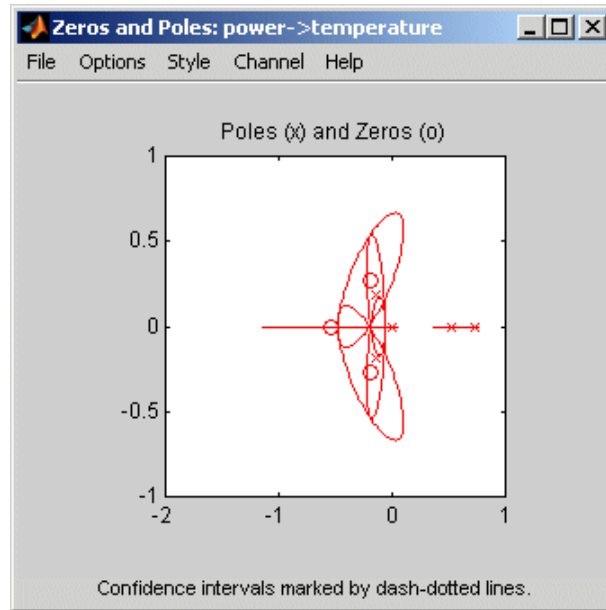 Zeros and Poles: power->temperature
File Options Style Channel Help
Poles (x) and Zeros (o)
1
0.5
0
-0.5
-1
-2 -1 0 1
Confidence intervals marked by dash-dotted lines.